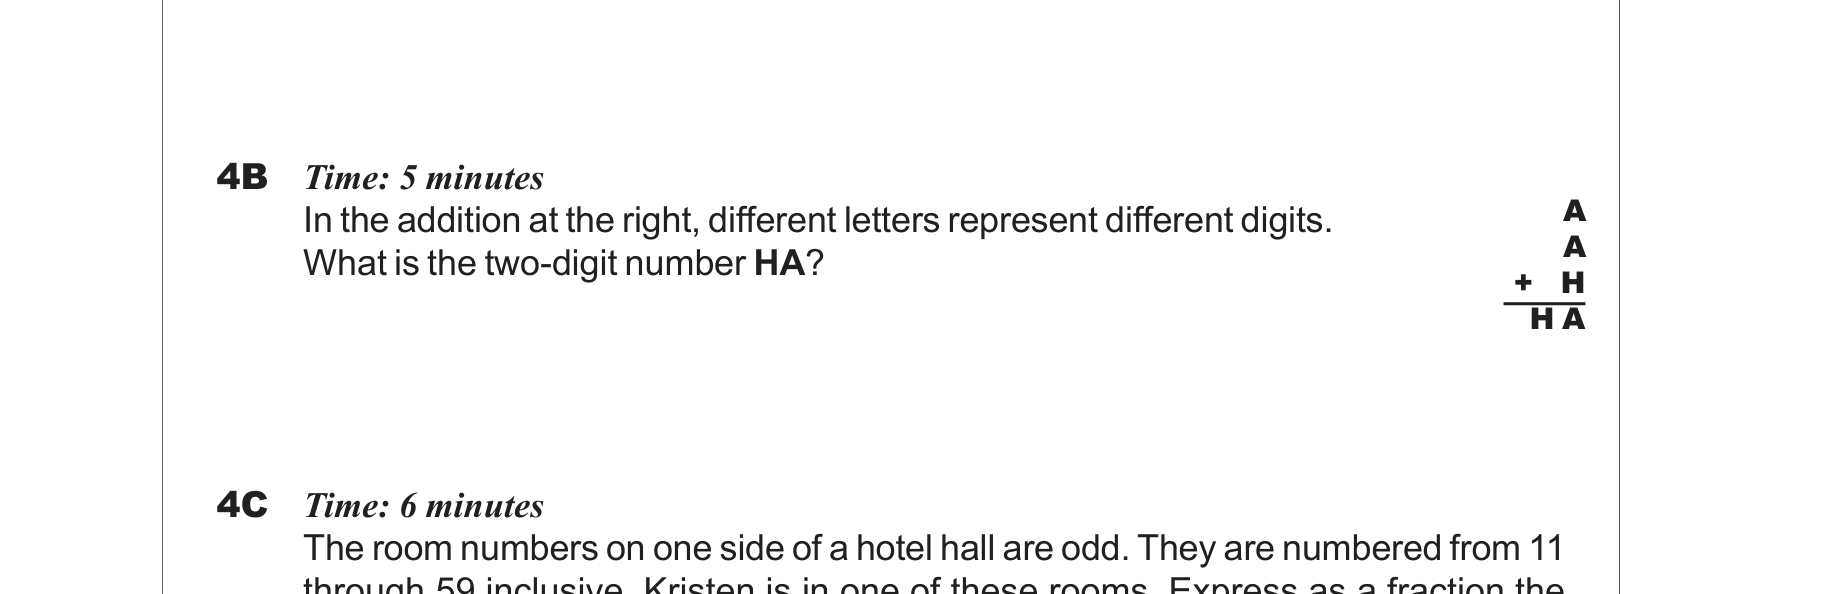 4B Time: 5 minutes
In the addition at the right, different letters represent different digits.
What is the two-digit number HA?
A
A
+ H
H A
4C Time: 6 minutes
The room numbers on one side of a hotel hall are odd. They are numbered from 11
through 59 inclusive. Kristen is in one of these rooms. Express as a fraction the